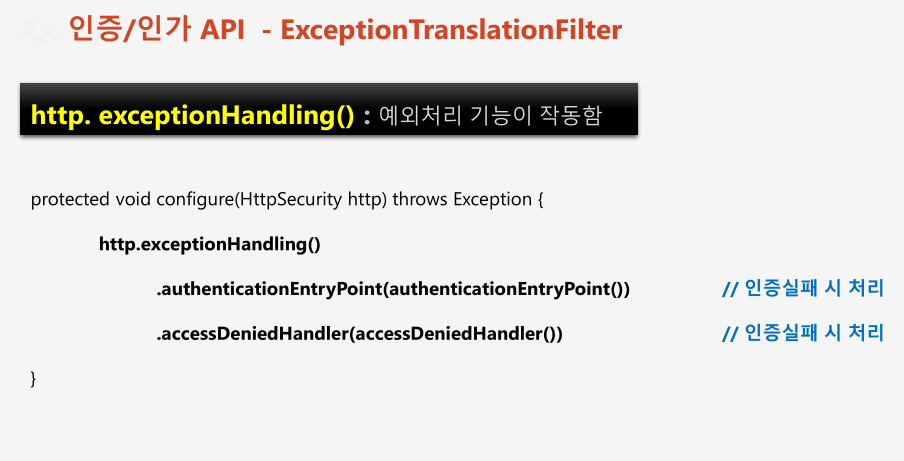 인증/인가 API - ExceptionTranslationFilter
http. exceptionHandling() : 예외처리 기능이 작동함
protected void configure(HttpSecurity http) throws Exception {
http.exceptionHandling()
.authenticationEntryPoint(authenticationEntryPoint()) // 인증실패 시 처리
.accessDeniedHandler(accessDeniedHandler()) // 인증실패 시 처리
}